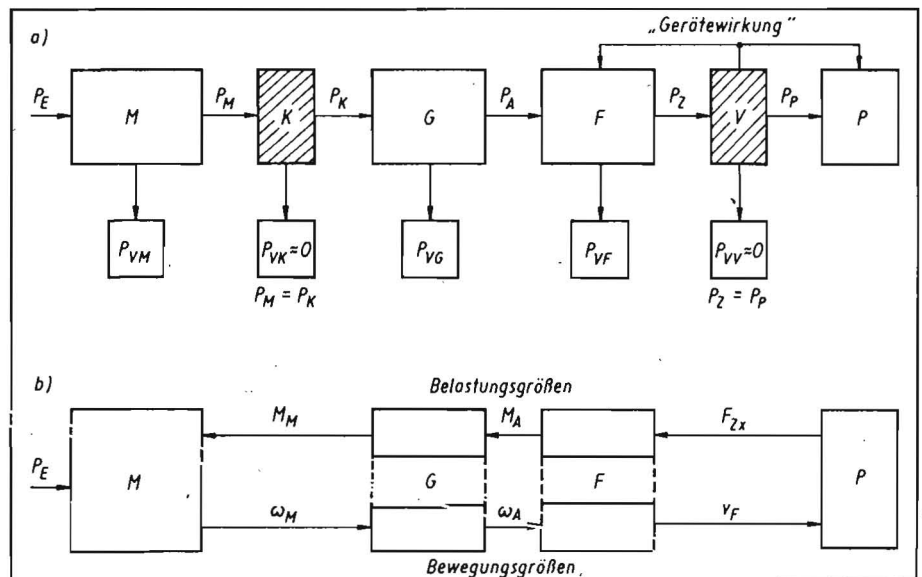 a)
„Gerätewirkung"
P_E M P_M K P_K G P_A F P_Z V P_P P
P_VM P_VK≈0 P_VG P_VF P_VV≈0
P_M = P_K P_Z = P_P
b)
Belastungsgrößen
M_M M_A F_Zx
P_E M G F P
ω_M ω_A v_F
Bewegungsgrößen